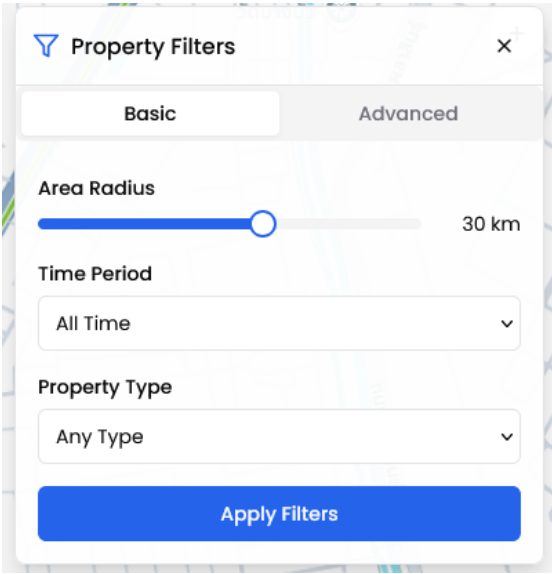 Property Filters
Basic Advanced
Area Radius
30 km
Time Period
All Time
Property Type
Any Type
Apply Filters